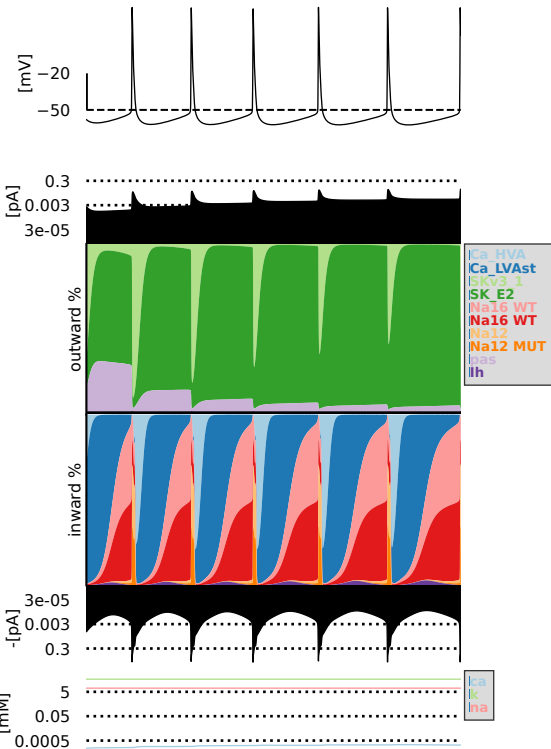 [mV]
−20
−50
[pA]
0.3
0.003
3e-05
outward %
Ca_HVA
Ca_LVAst
SKv3_1
SK_E2
Na16 WT
Na16 WT
Na12
Na12 MUT
pas
Ih
inward %
-[pA]
3e-05
0.003
0.3
[mM]
5
0.05
0.0005
ca
k
na